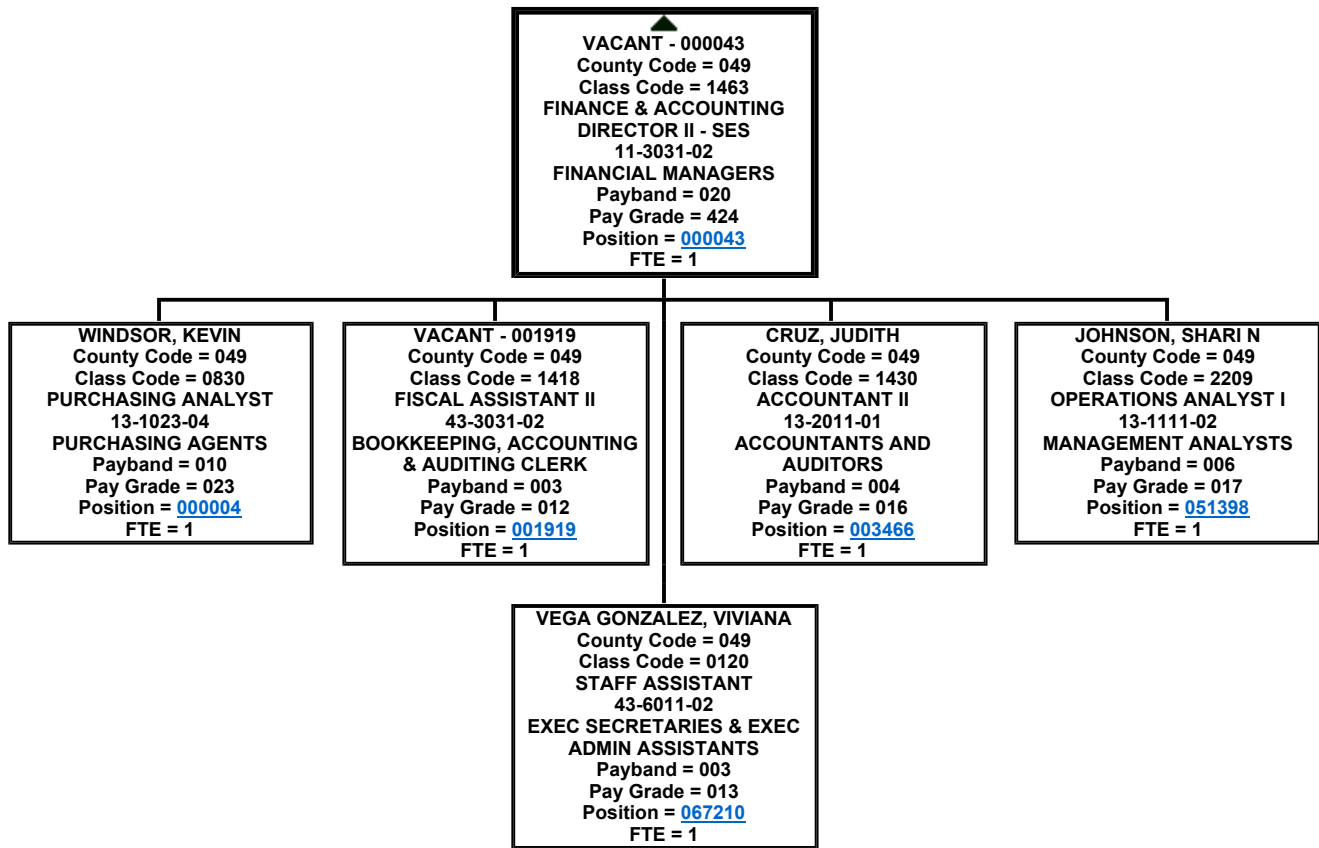 VACANT - 000043
County Code = 049
Class Code = 1463
FINANCE & ACCOUNTING
DIRECTOR II - SES
11-3031-02
FINANCIAL MANAGERS
Payband = 020
Pay Grade = 424
Position = 000043
FTE = 1
WINDSOR, KEVIN
County Code = 049
Class Code = 0830
PURCHASING ANALYST
13-1023-04
PURCHASING AGENTS
Payband = 010
Pay Grade = 023
Position = 000004
FTE = 1
VACANT - 001919
County Code = 049
Class Code = 1418
FISCAL ASSISTANT II
43-3031-02
BOOKKEEPING, ACCOUNTING
& AUDITING CLERK
Payband = 003
Pay Grade = 012
Position = 001919
FTE = 1
CRUZ, JUDITH
County Code = 049
Class Code = 1430
ACCOUNTANT II
13-2011-01
ACCOUNTANTS AND
AUDITORS
Payband = 004
Pay Grade = 016
Position = 003466
FTE = 1
JOHNSON, SHARI N
County Code = 049
Class Code = 2209
OPERATIONS ANALYST I
13-1111-02
MANAGEMENT ANALYSTS
Payband = 006
Pay Grade = 017
Position = 051398
FTE = 1
VEGA GONZALEZ, VIVIANA
County Code = 049
Class Code = 0120
STAFF ASSISTANT
43-6011-02
EXEC SECRETARIES & EXEC
ADMIN ASSISTANTS
Payband = 003
Pay Grade = 013
Position = 067210
FTE = 1